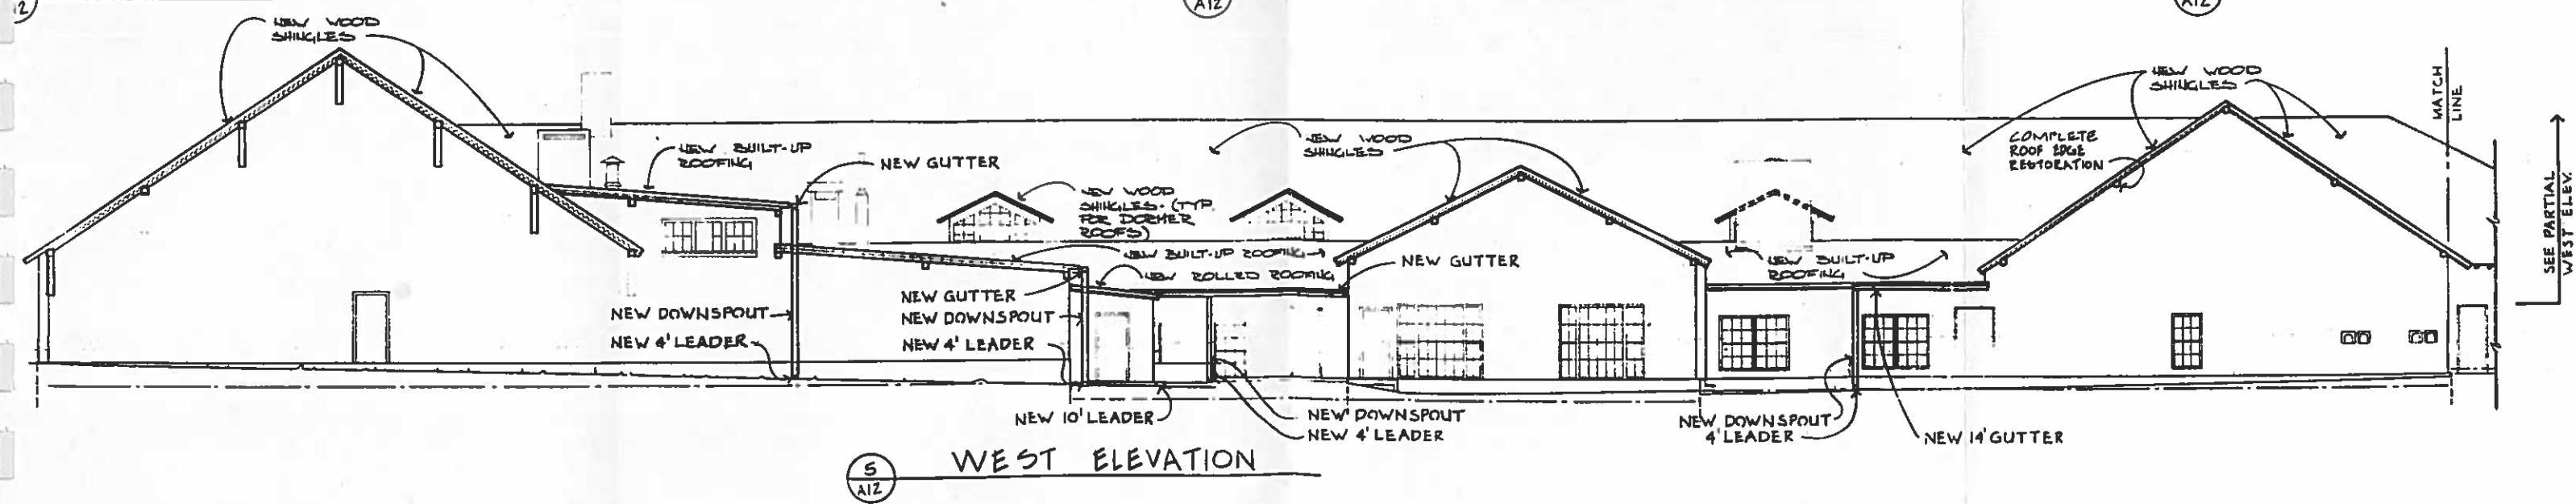 2
A12
A12
NEW WOOD
SHINGLES
NEW BUILT-UP
ROOFING
NEW GUTTER
NEW WOOD
SHINGLES (TYP.
FOR DORMER
ROOFS)
NEW WOOD
SHINGLES
NEW WOOD
SHINGLES
COMPLETE
ROOF EDGE
RESTORATION
MATCH
LINE
SEE PARTIAL
WEST ELEV.
NEW BUILT-UP ROOFING
NEW ROLLED ROOFING
NEW GUTTER
NEW BUILT-UP
ROOFING
NEW DOWNSPOUT
NEW 4' LEADER
NEW GUTTER
NEW DOWNSPOUT
NEW 4' LEADER
NEW 10' LEADER
NEW DOWNSPOUT
NEW 4' LEADER
NEW DOWNSPOUT
4' LEADER
NEW 14' GUTTER
5
A12
WEST ELEVATION